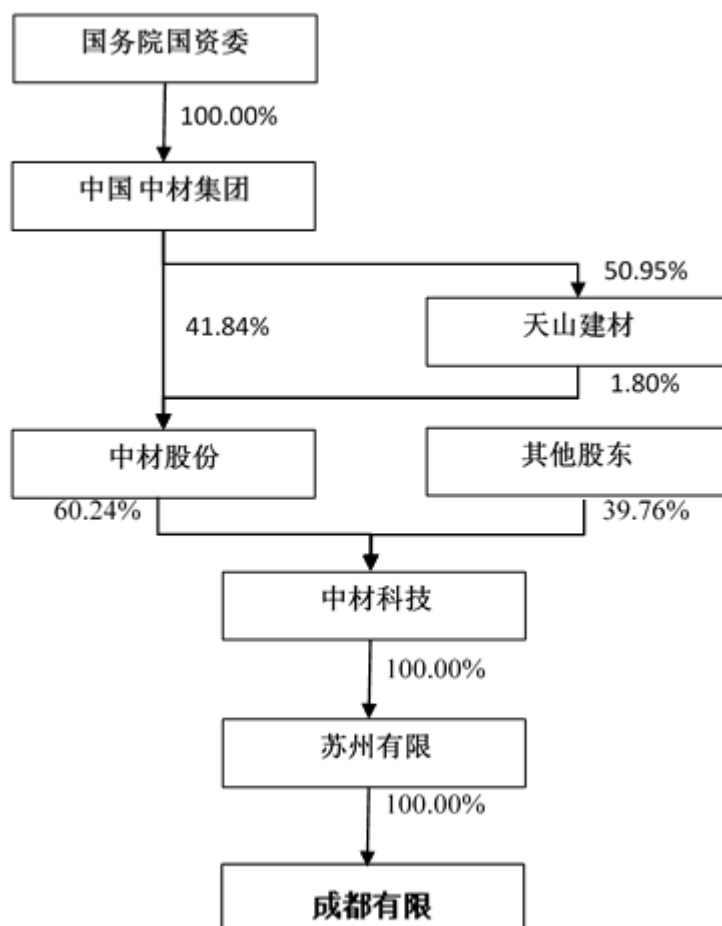 国务院国资委
100.00%
中国中材集团
50.95%
41.84%
天山建材
1.80%
中材股份
其他股东
60.24%
39.76%
中材科技
100.00%
苏州有限
100.00%
成都有限